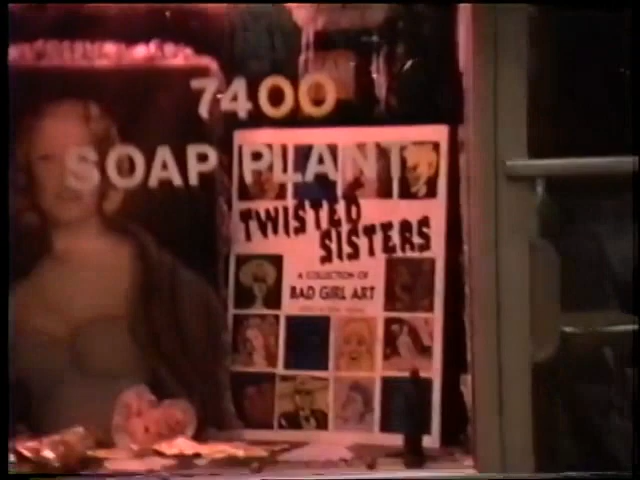 7400
SOAP PLANT
TWISTED
SISTERS
A COLLECTION OF
BAD GIRL ART